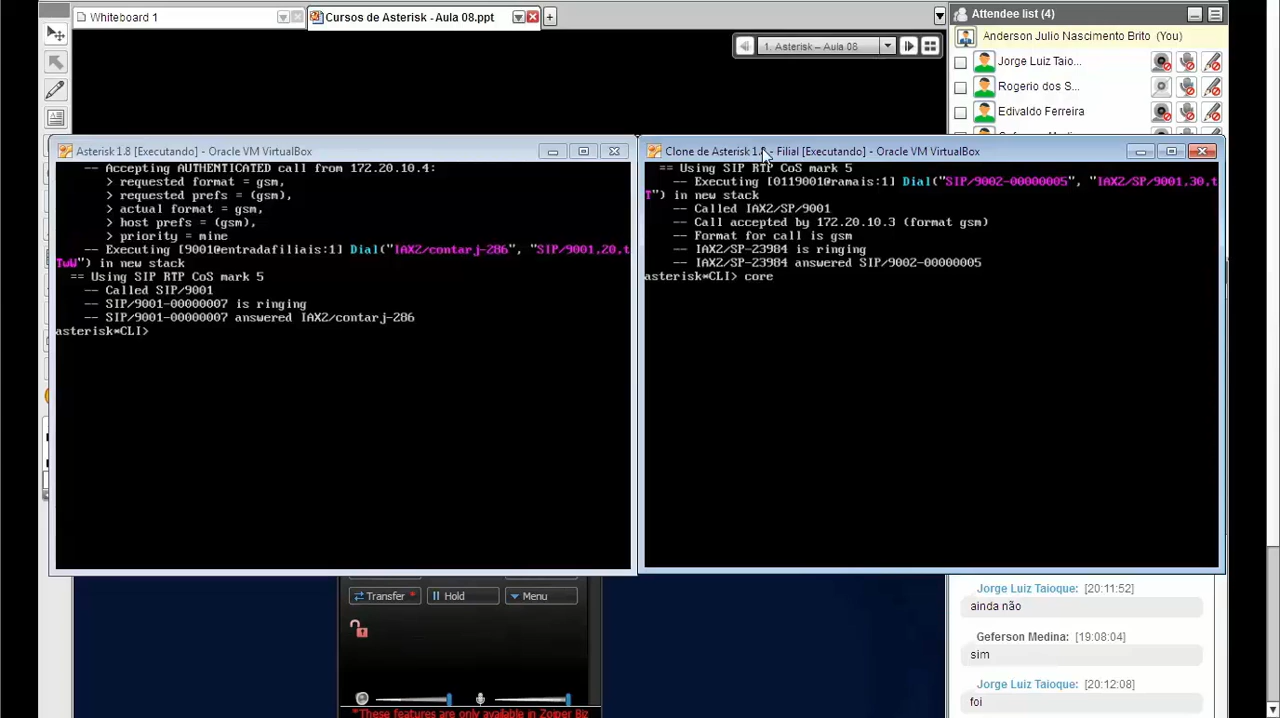 Whiteboard 1
Cursos de Asterisk - Aula 08.ppt
1. Asterisk – Aula 08
Attendee list (4)
Anderson Julio Nascimento Brito (You)
Jorge Luiz Taio...
Rogerio dos S...
Edivaldo Ferreira
Asterisk 1.8 [Executando] - Oracle VM VirtualBox
-- Accepting AUTHENTICATED call from 172.20.10.4:
> requested format = gsm,
> requested prefs = (gsm),
> actual format = gsm,
> host prefs = (gsm),
> priority = mine
-- Executing [9001@entradafiliais:1] Dial("IAX2/contarj-286", "SIP/9001,20,t
TwW") in new stack
== Using SIP RTP CoS mark 5
-- Called SIP/9001
-- SIP/9001-00000007 is ringing
-- SIP/9001-00000007 answered IAX2/contarj-286
asterisk*CLI>
Clone de Asterisk 1.8 - Filial [Executando] - Oracle VM VirtualBox
== Using SIP RTP CoS mark 5
-- Executing [0119001@ramais:1] Dial("SIP/9002-00000005", "IAX2/SP/9001,30,t
T") in new stack
-- Called IAX2/SP/9001
-- Call accepted by 172.20.10.3 (format gsm)
-- Format for call is gsm
-- IAX2/SP-23984 is ringing
-- IAX2/SP-23984 answered SIP/9002-00000005
asterisk*CLI> core
Transfer *
Hold
Menu
*These features are only available in Zoiper Biz
Jorge Luiz Taioque: [20:11:52]
ainda não
Geferson Medina: [19:08:04]
sim
Jorge Luiz Taioque: [20:12:08]
foi